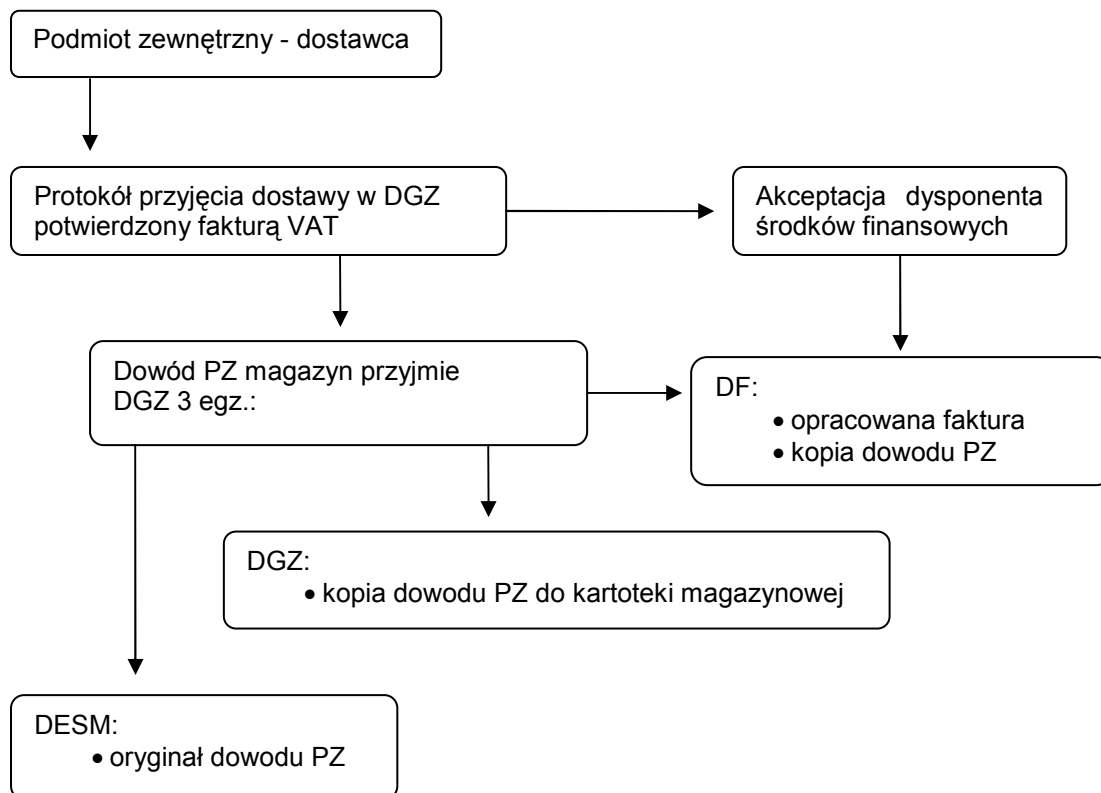 Podmiot zewnętrzny - dostawca
Protokół przyjęcia dostawy w DGZ
potwierdzony fakturą VAT
Akceptacja dysponenta
środków finansowych
Dowód PZ magazyn przyjmie
DGZ 3 egz.:
DF:
• opracowana faktura
• kopia dowodu PZ
DGZ:
• kopia dowodu PZ do kartoteki magazynowej
DESM:
• oryginał dowodu PZ